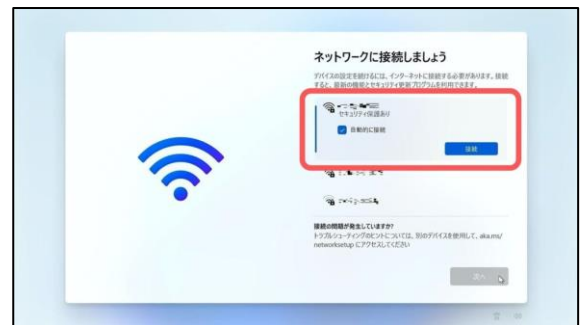 ネットワークに接続しましょう
デバイスの設定を続けるには、インターネットに接続する必要があります。接続
すると、最新の機能とセキュリティ更新プログラムを利用できます。
セキュリティ保護あり
自動的に接続
接続
接続の問題が発生していますか?
トラブルシューティングのヒントについては、別のデバイスを使用して、aka.ms/
networksetup にアクセスしてください
次へ